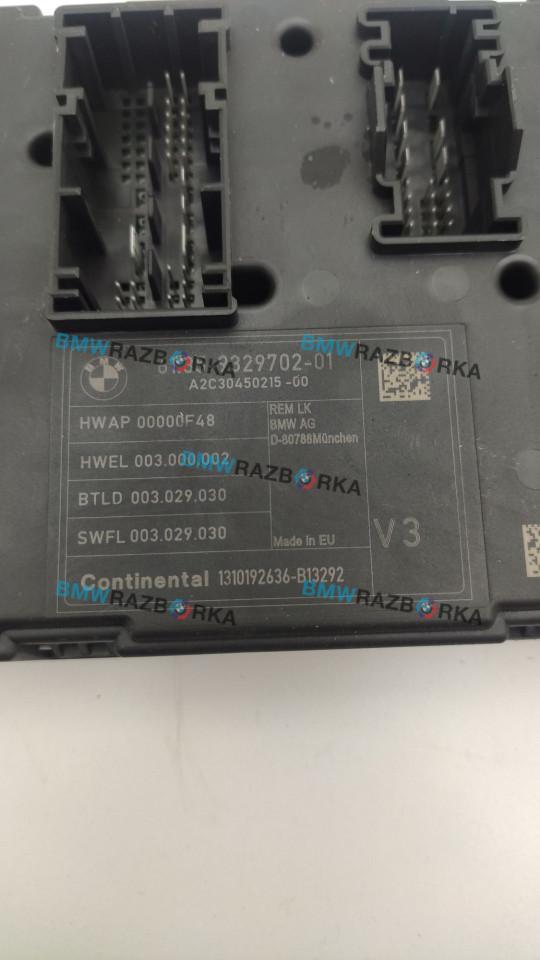 BMWRAZBORKA
BMWRAZBORKA
9329702-01
A2C30450215-00
HWAP 00000F48
REM LK
BMW AG
D-80788München
HWEL 003.000.002
BMWRAZBORKA
BTLD 003.029.030
SWFL 003.029.030
Made in EU
V3
Continental 1310192636-B13292
BMWRAZBORKA
BMWRAZBORKA